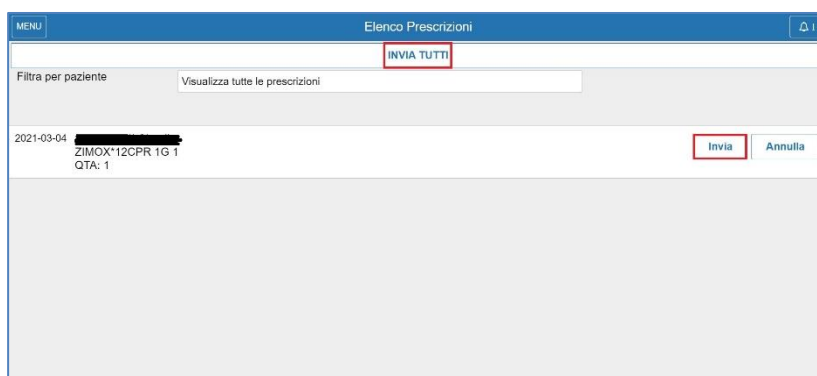 MENU
Elenco Prescrizioni
INVIA TUTTI
Filtra per paziente
Visualizza tutte le prescrizioni
2021-03-04
ZIMOX*12CPR 1G 1
QTA: 1
Invia
Annulla